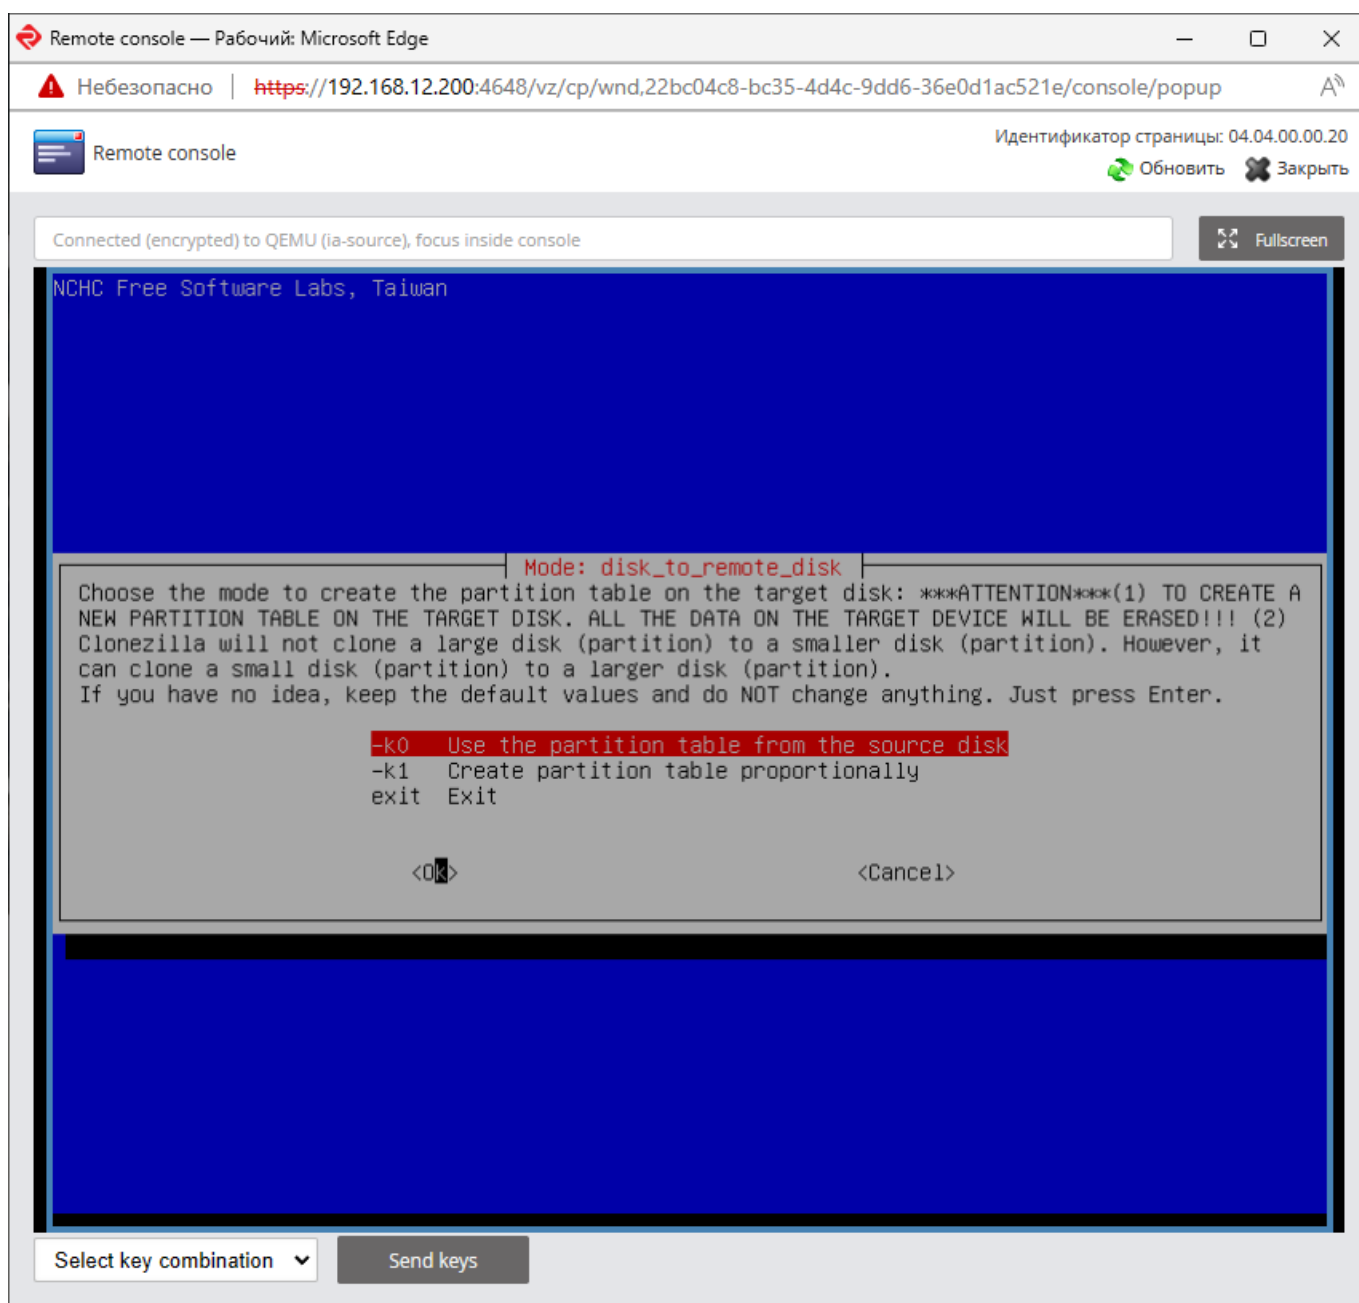 Remote console — Рабочий: Microsoft Edge
Небезопасно | https://192.168.12.200:4648/vz/cp/wnd,22bc04c8-bc35-4d4c-9dd6-36e0d1ac521e/console/popup
Remote console
Идентификатор страницы: 04.04.00.00.20
Обновить Закрыть
Connected (encrypted) to QEMU (ia-source), focus inside console
Fullscreen
NCHC Free Software Labs, Taiwan
Mode: disk_to_remote_disk
Choose the mode to create the partition table on the target disk: ***ATTENTION***(1) TO CREATE A
NEW PARTITION TABLE ON THE TARGET DISK. ALL THE DATA ON THE TARGET DEVICE WILL BE ERASED!!! (2)
Clonezilla will not clone a large disk (partition) to a smaller disk (partition). However, it
can clone a small disk (partition) to a larger disk (partition).
If you have no idea, keep the default values and do NOT change anything. Just press Enter.
-k0 Use the partition table from the source disk
-k1 Create partition table proportionally
exit Exit
<Ok> <Cancel>
Select key combination
Send keys